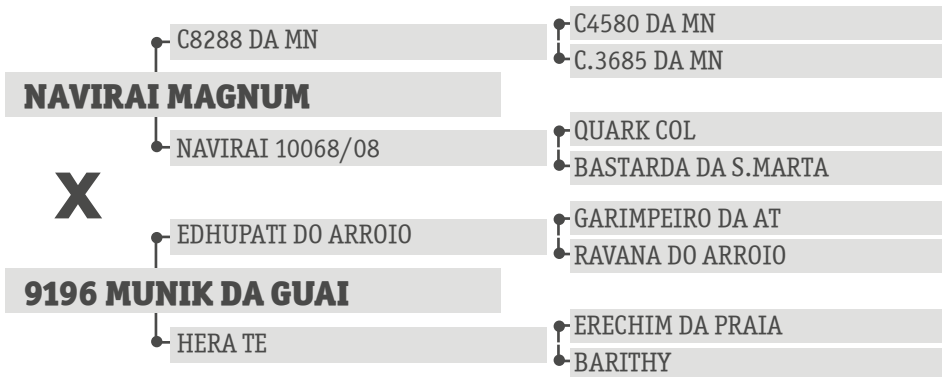 C8288 DA MN
C4580 DA MN
C.3685 DA MN
NAVIRAI MAGNUM
NAVIRAI 10068/08
QUARK COL
BASTARDA DA S.MARTA
X
EDHUPATI DO ARROIO
GARIMPEIRO DA AT
RAVANA DO ARROIO
9196 MUNIK DA GUAI
HERA TE
ERECHIM DA PRAIA
BARITHY